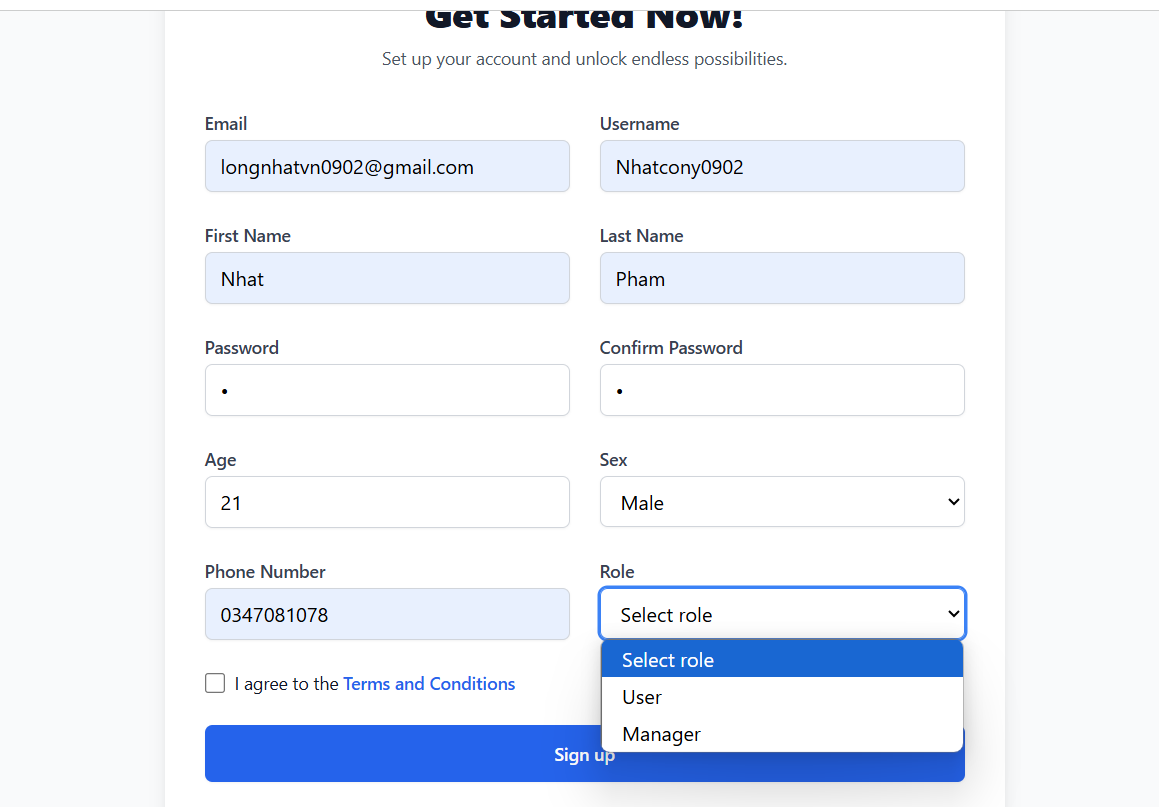 Get Started Now!
Set up your account and unlock endless possibilities.
Email
Username
longnhatvn0902@gmail.com
Nhatcony0902
First Name
Last Name
Nhat
Pham
Password
Confirm Password
•
•
Age
Sex
21
Male
Phone Number
Role
0347081078
Select role
Select role
I agree to the Terms and Conditions
User
Manager
Sign up